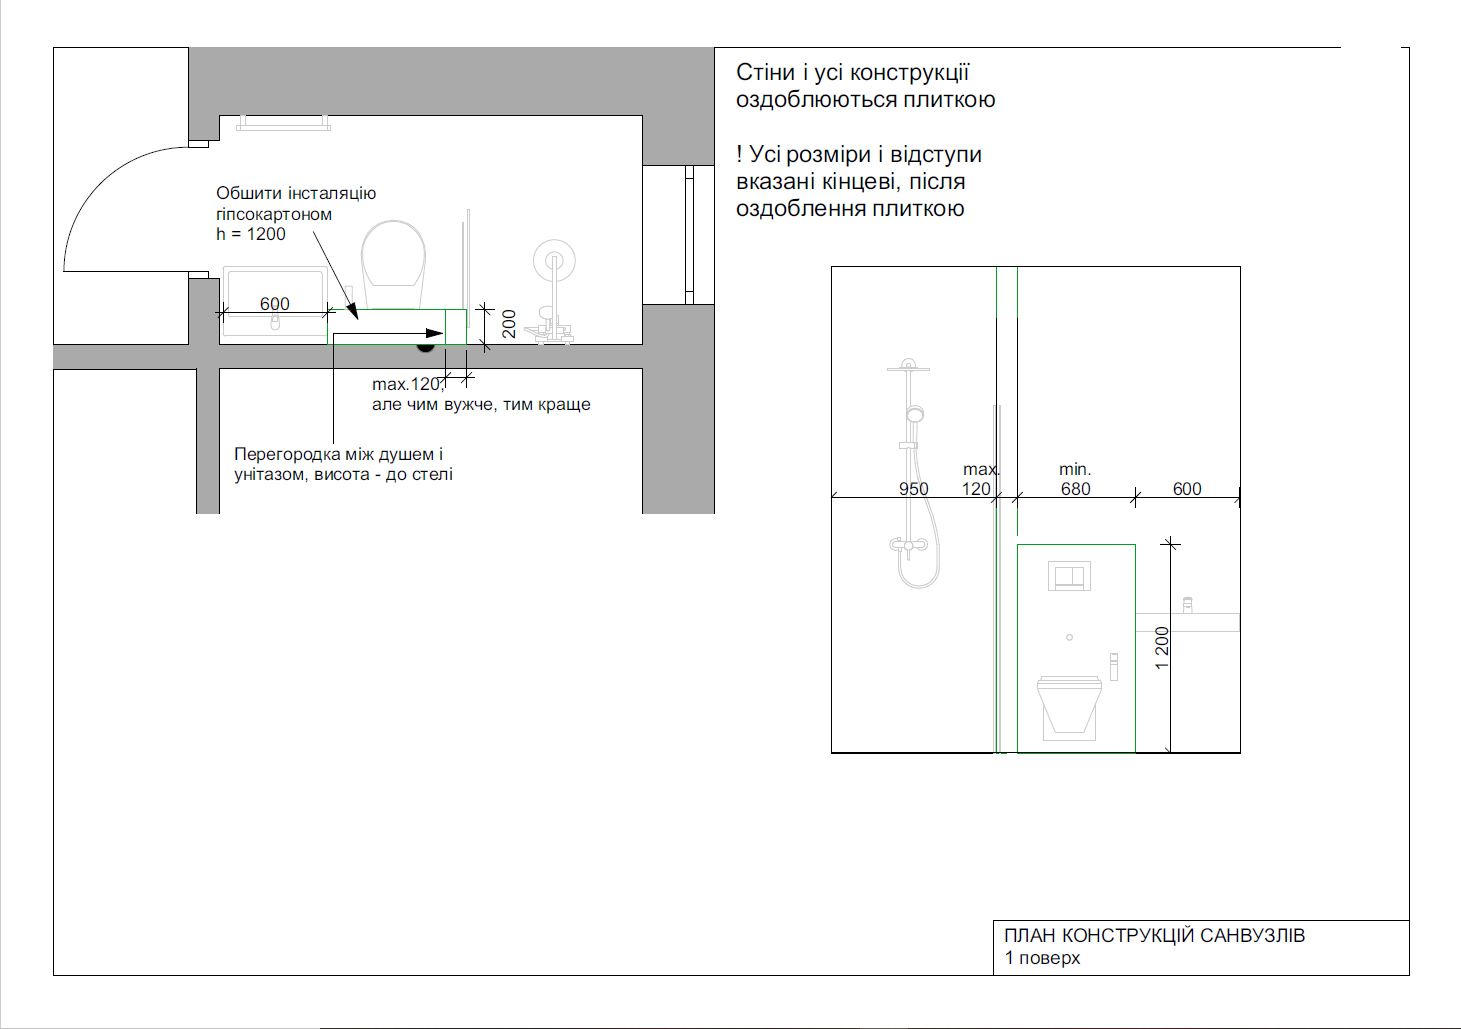 Стіни і усі конструкції
оздоблюються плиткою
! Усі розміри і відступи
вказані кінцеві, після
оздоблення плиткою
Обшити інсталяцію
гіпсокартоном
h = 1200
600
200
max.120,
але чим вужче, тим краще
Перегородка між душем і
унітазом, висота - до стелі
max.
min.
950
120
680
600
1 200
ПЛАН КОНСТРУКЦІЙ САНВУЗЛІВ
1 поверх